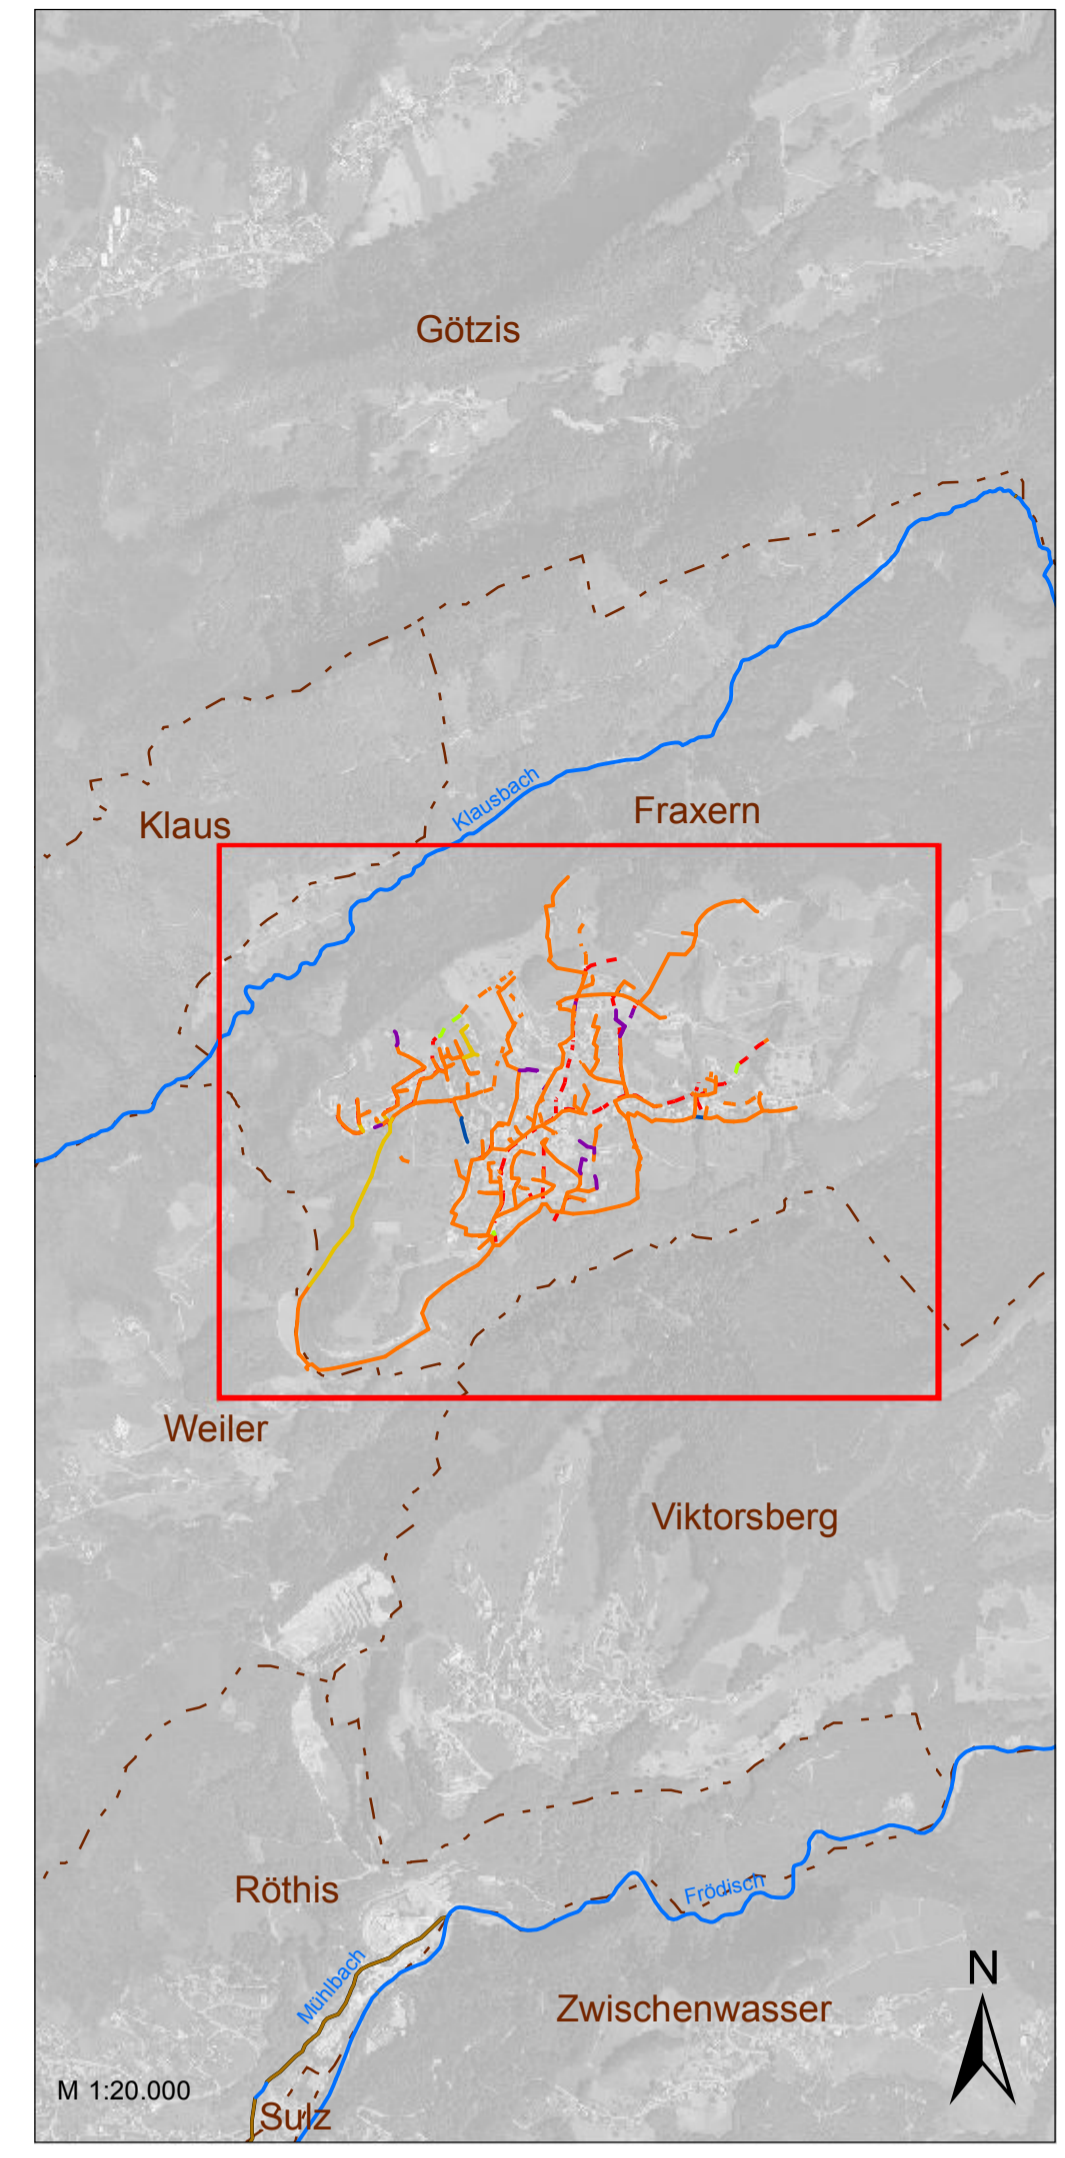 Götzis
Klausbach
Fraxern
Klaus
Weiler
Viktorsberg
Röthis
Frödisch
Mühlbach
N
Zwischenwasser
M 1:20.000
Sulz